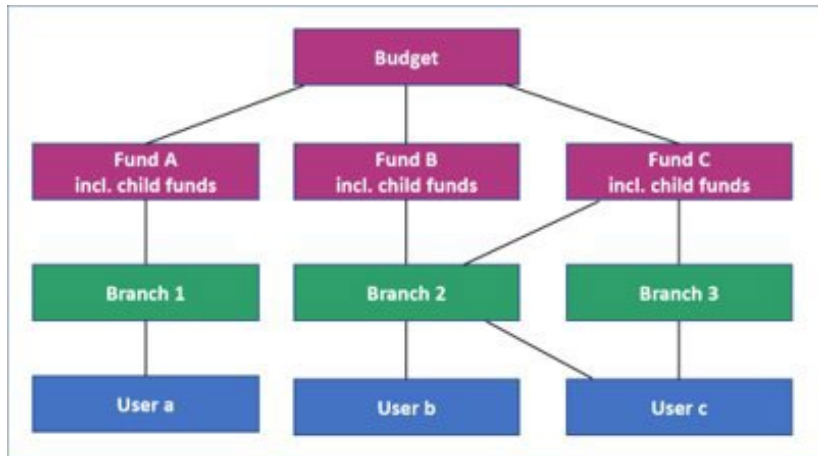 Budget
Fund A
incl. child funds
Fund B
incl. child funds
Fund C
incl. child funds
Branch 1
Branch 2
Branch 3
User a
User b
User c